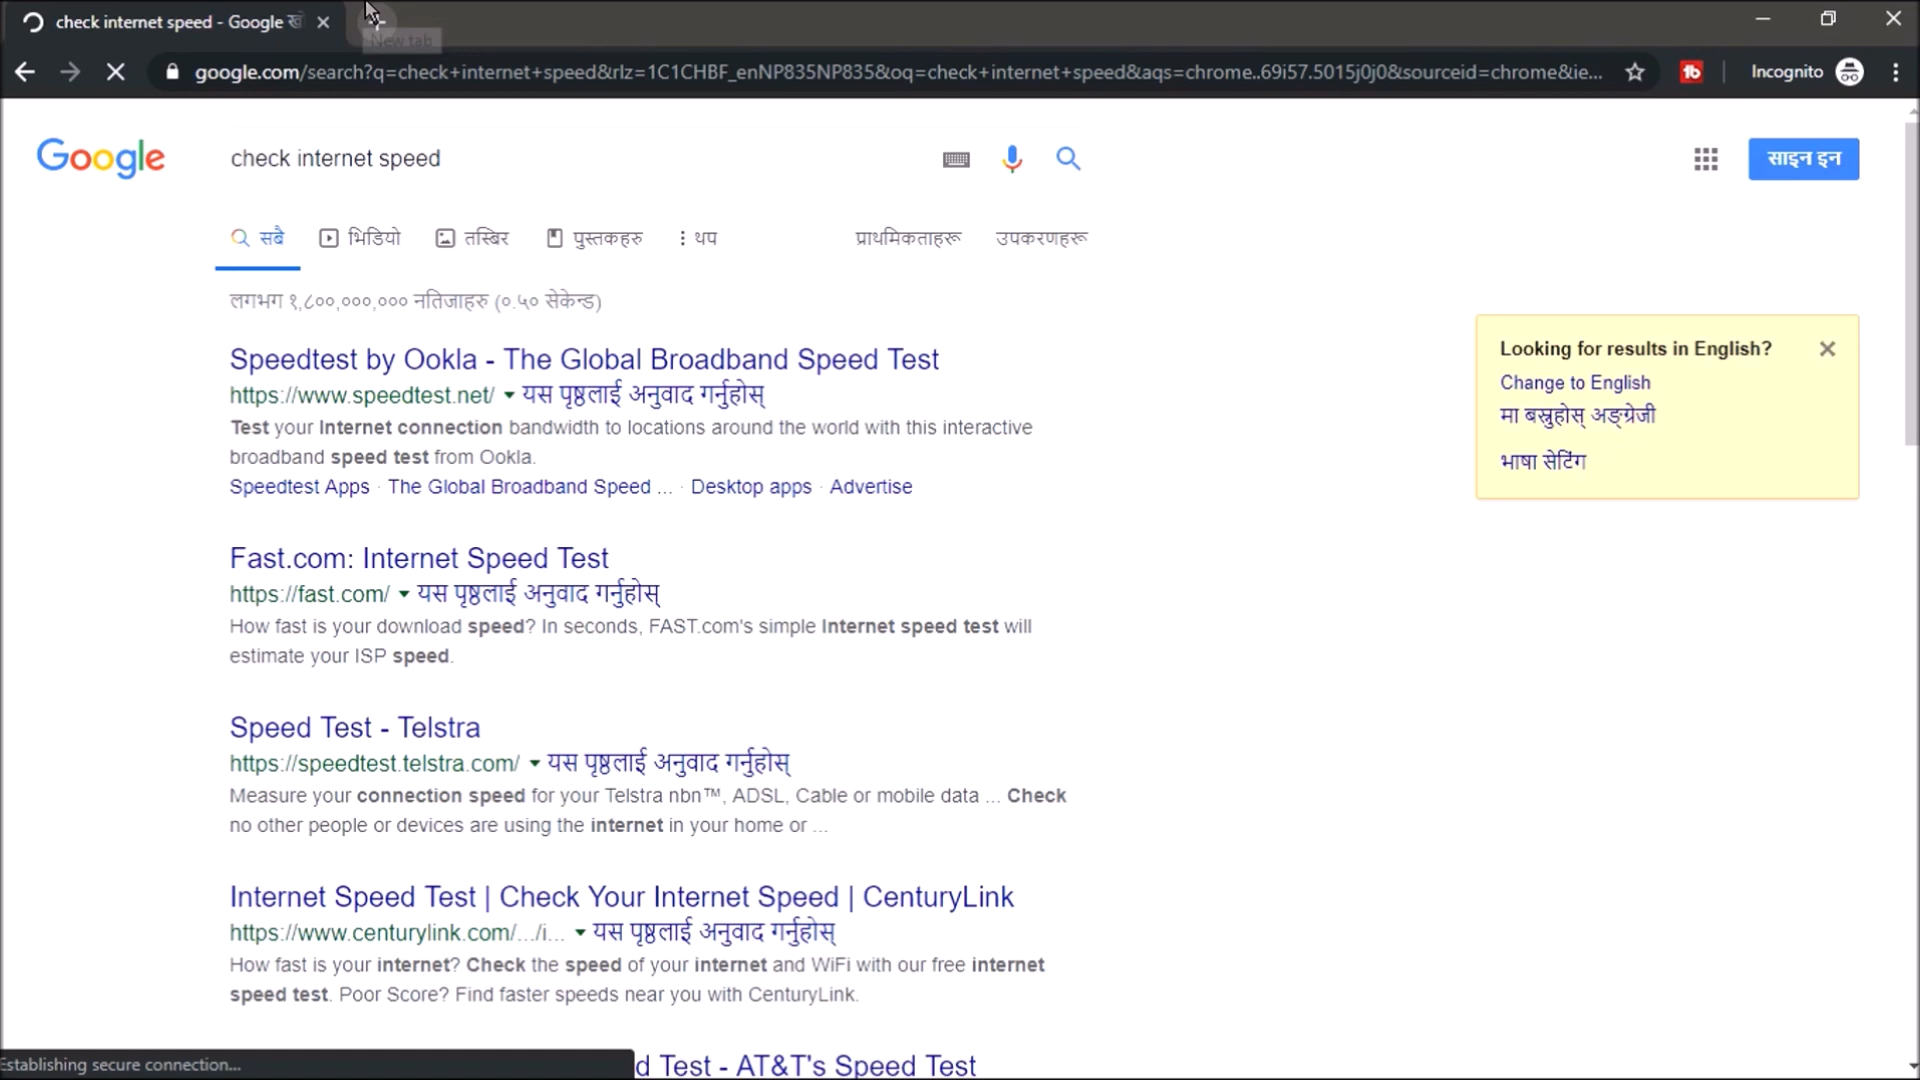 check internet speed - Google ख
New tab
google.com/search?q=check+internet+speed&rlz=1C1CHBF_enNP835NP835&oq=check+internet+speed&aqs=chrome..69i57.5015j0j0&sourceid=chrome&ie...
Incognito
Google
check internet speed
साइन इन
सबै
भिडियो
तस्बिर
पुस्तकहरु
थप
प्राथमिकताहरू
उपकरणहरू
लगभग १,८००,०००,००० नतिजाहरु (०.५० सेकेन्ड)
Speedtest by Ookla - The Global Broadband Speed Test
https://www.speedtest.net/ यस पृष्ठलाई अनुवाद गर्नुहोस्
Test your Internet connection bandwidth to locations around the world with this interactive
broadband speed test from Ookla.
Speedtest Apps · The Global Broadband Speed ... · Desktop apps · Advertise
Looking for results in English?
Change to English
मा बस्नुहोस् अङ्ग्रेजी
भाषा सेटिंग
Fast.com: Internet Speed Test
https://fast.com/ यस पृष्ठलाई अनुवाद गर्नुहोस्
How fast is your download speed? In seconds, FAST.com's simple Internet speed test will
estimate your ISP speed.
Speed Test - Telstra
https://speedtest.telstra.com/ यस पृष्ठलाई अनुवाद गर्नुहोस्
Measure your connection speed for your Telstra nbn™, ADSL, Cable or mobile data ... Check
no other people or devices are using the internet in your home or ...
Internet Speed Test | Check Your Internet Speed | CenturyLink
https://www.centurylink.com/.../i... यस पृष्ठलाई अनुवाद गर्नुहोस्
How fast is your internet? Check the speed of your internet and WiFi with our free internet
speed test. Poor Score? Find faster speeds near you with CenturyLink.
d Test - AT&T's Speed Test
Establishing secure connection...